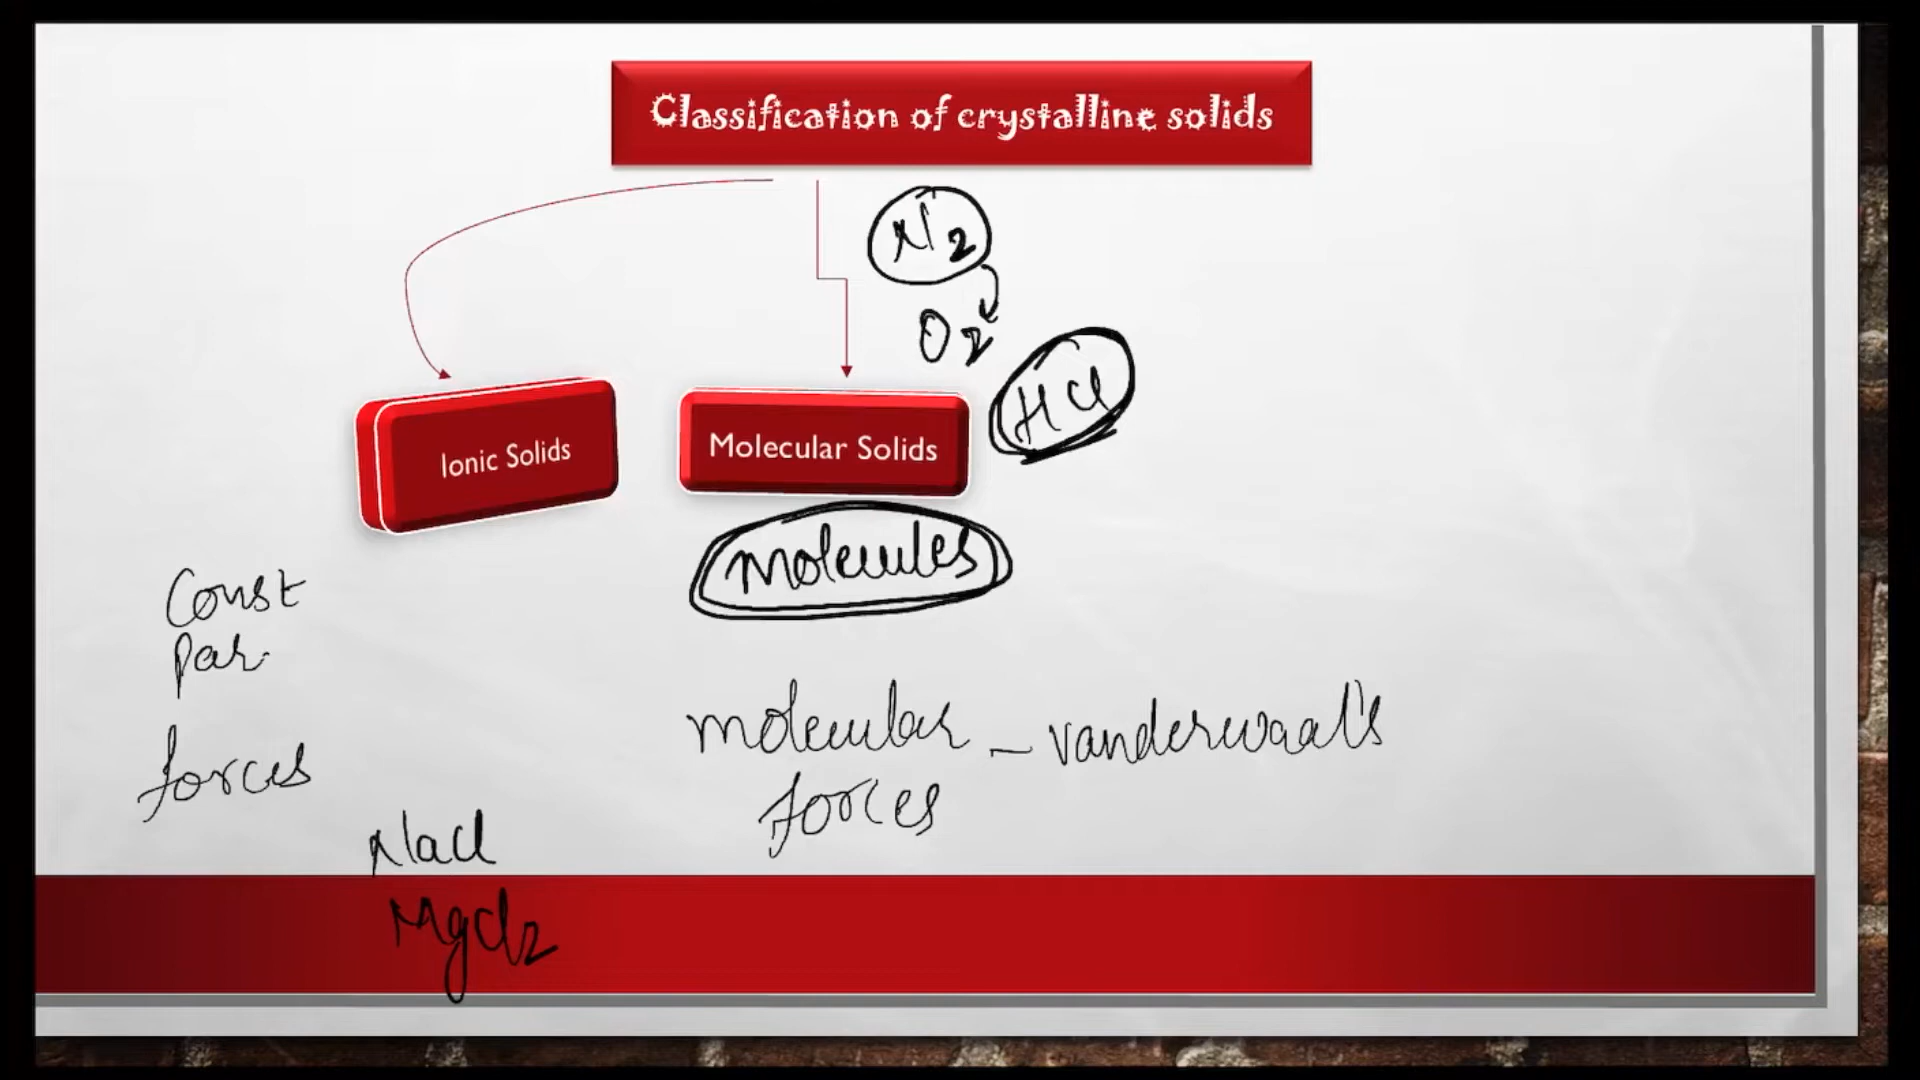 Classification of crystalline solids
N2
O2
HCl
Ionic Solids
Molecular Solids
molecules
Const
par
forces
molecular - vanderwaal's
forces
NaCl
MgCl2